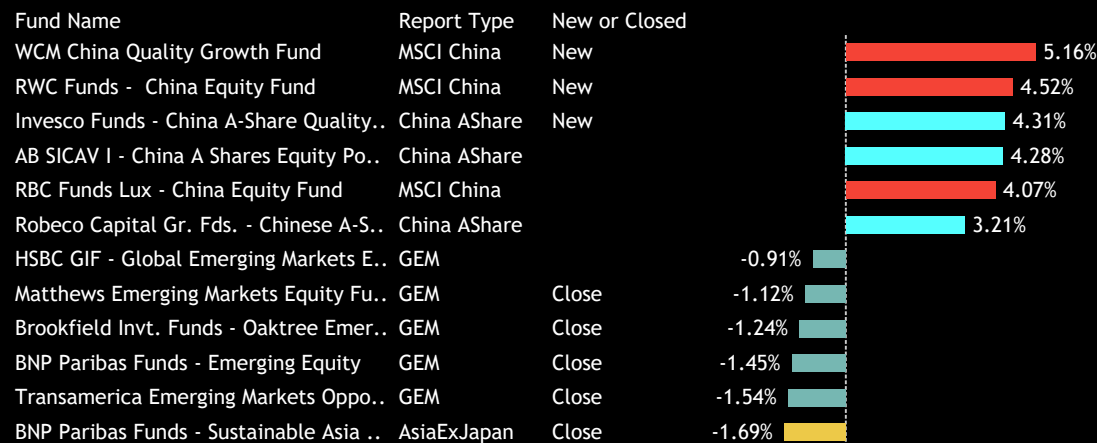 Fund Name Report Type New or Closed
WCM China Quality Growth Fund MSCI China New 5.16%
RWC Funds - China Equity Fund MSCI China New 4.52%
Invesco Funds - China A-Share Quality.. China AShare New 4.31%
AB SICAV I - China A Shares Equity Po.. China AShare 4.28%
RBC Funds Lux - China Equity Fund MSCI China 4.07%
Robeco Capital Gr. Fds. - Chinese A-S.. China AShare 3.21%
HSBC GIF - Global Emerging Markets E.. GEM -0.91%
Matthews Emerging Markets Equity Fu.. GEM Close -1.12%
Brookfield Invt. Funds - Oaktree Emer.. GEM Close -1.24%
BNP Paribas Funds - Emerging Equity GEM Close -1.45%
Transamerica Emerging Markets Oppo.. GEM Close -1.54%
BNP Paribas Funds - Sustainable Asia .. AsiaExJapan Close -1.69%